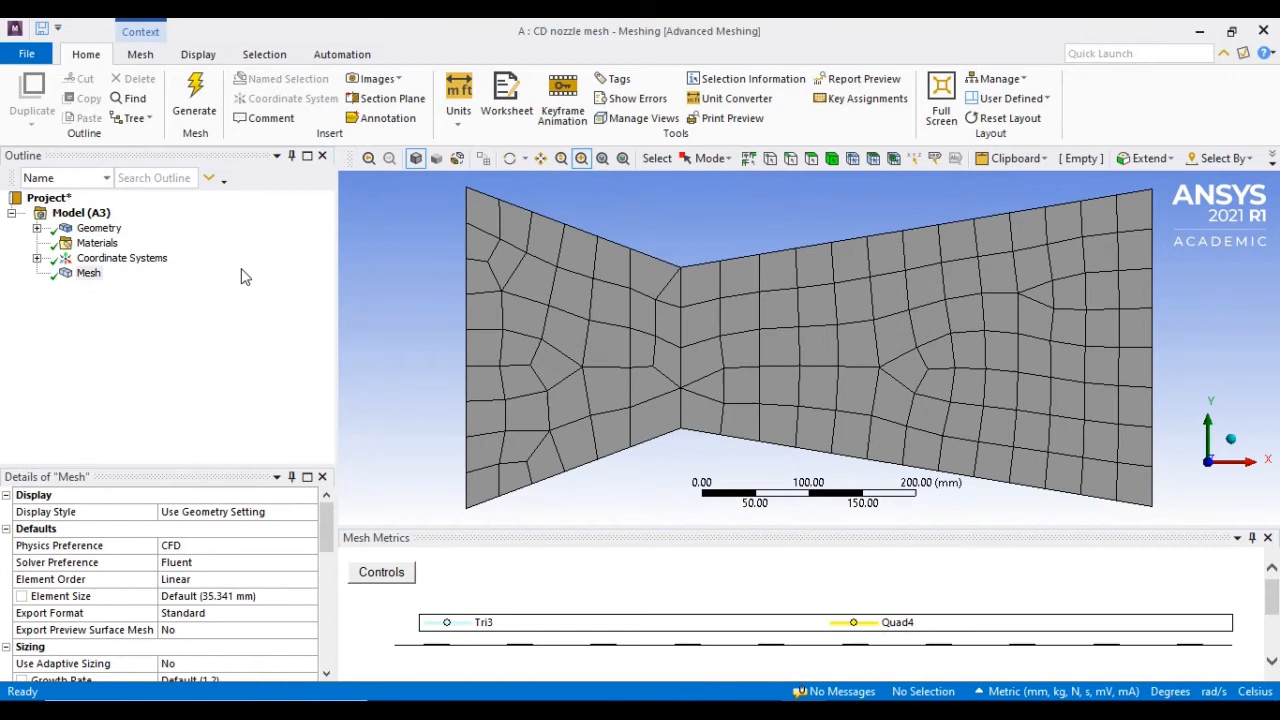 Context
A : CD nozzle mesh - Meshing [Advanced Meshing]
File Home Mesh Display Selection Automation Quick Launch
Duplicate Cut Copy Paste Delete Find Tree
Outline
Generate
Mesh
Named Selection Coordinate System Comment Images Section Plane Annotation
Insert
Units Worksheet Keyframe Animation Tags Show Errors Manage Views Selection Information Unit Converter Print Preview Report Preview Key Assignments
Tools
Full Screen Manage User Defined Reset Layout
Layout
Outline
Select Mode Clipboard [ Empty ] Extend Select By
Name Search Outline
Project*
Model (A3)
Geometry
Materials
Coordinate Systems
Mesh
ANSYS
2021 R1
ACADEMIC
Y
X
0.00 100.00 200.00 (mm)
50.00 150.00
Details of "Mesh"
Display
Display Style Use Geometry Setting
Defaults
Physics Preference CFD
Solver Preference Fluent
Element Order Linear
Element Size Default (35.341 mm)
Export Format Standard
Export Preview Surface Mesh No
Sizing
Use Adaptive Sizing No
Growth Rate Default (1.2)
Mesh Metrics
Controls
Tri3 Quad4
Ready No Messages No Selection Metric (mm, kg, N, s, mV, mA) Degrees rad/s Celsius